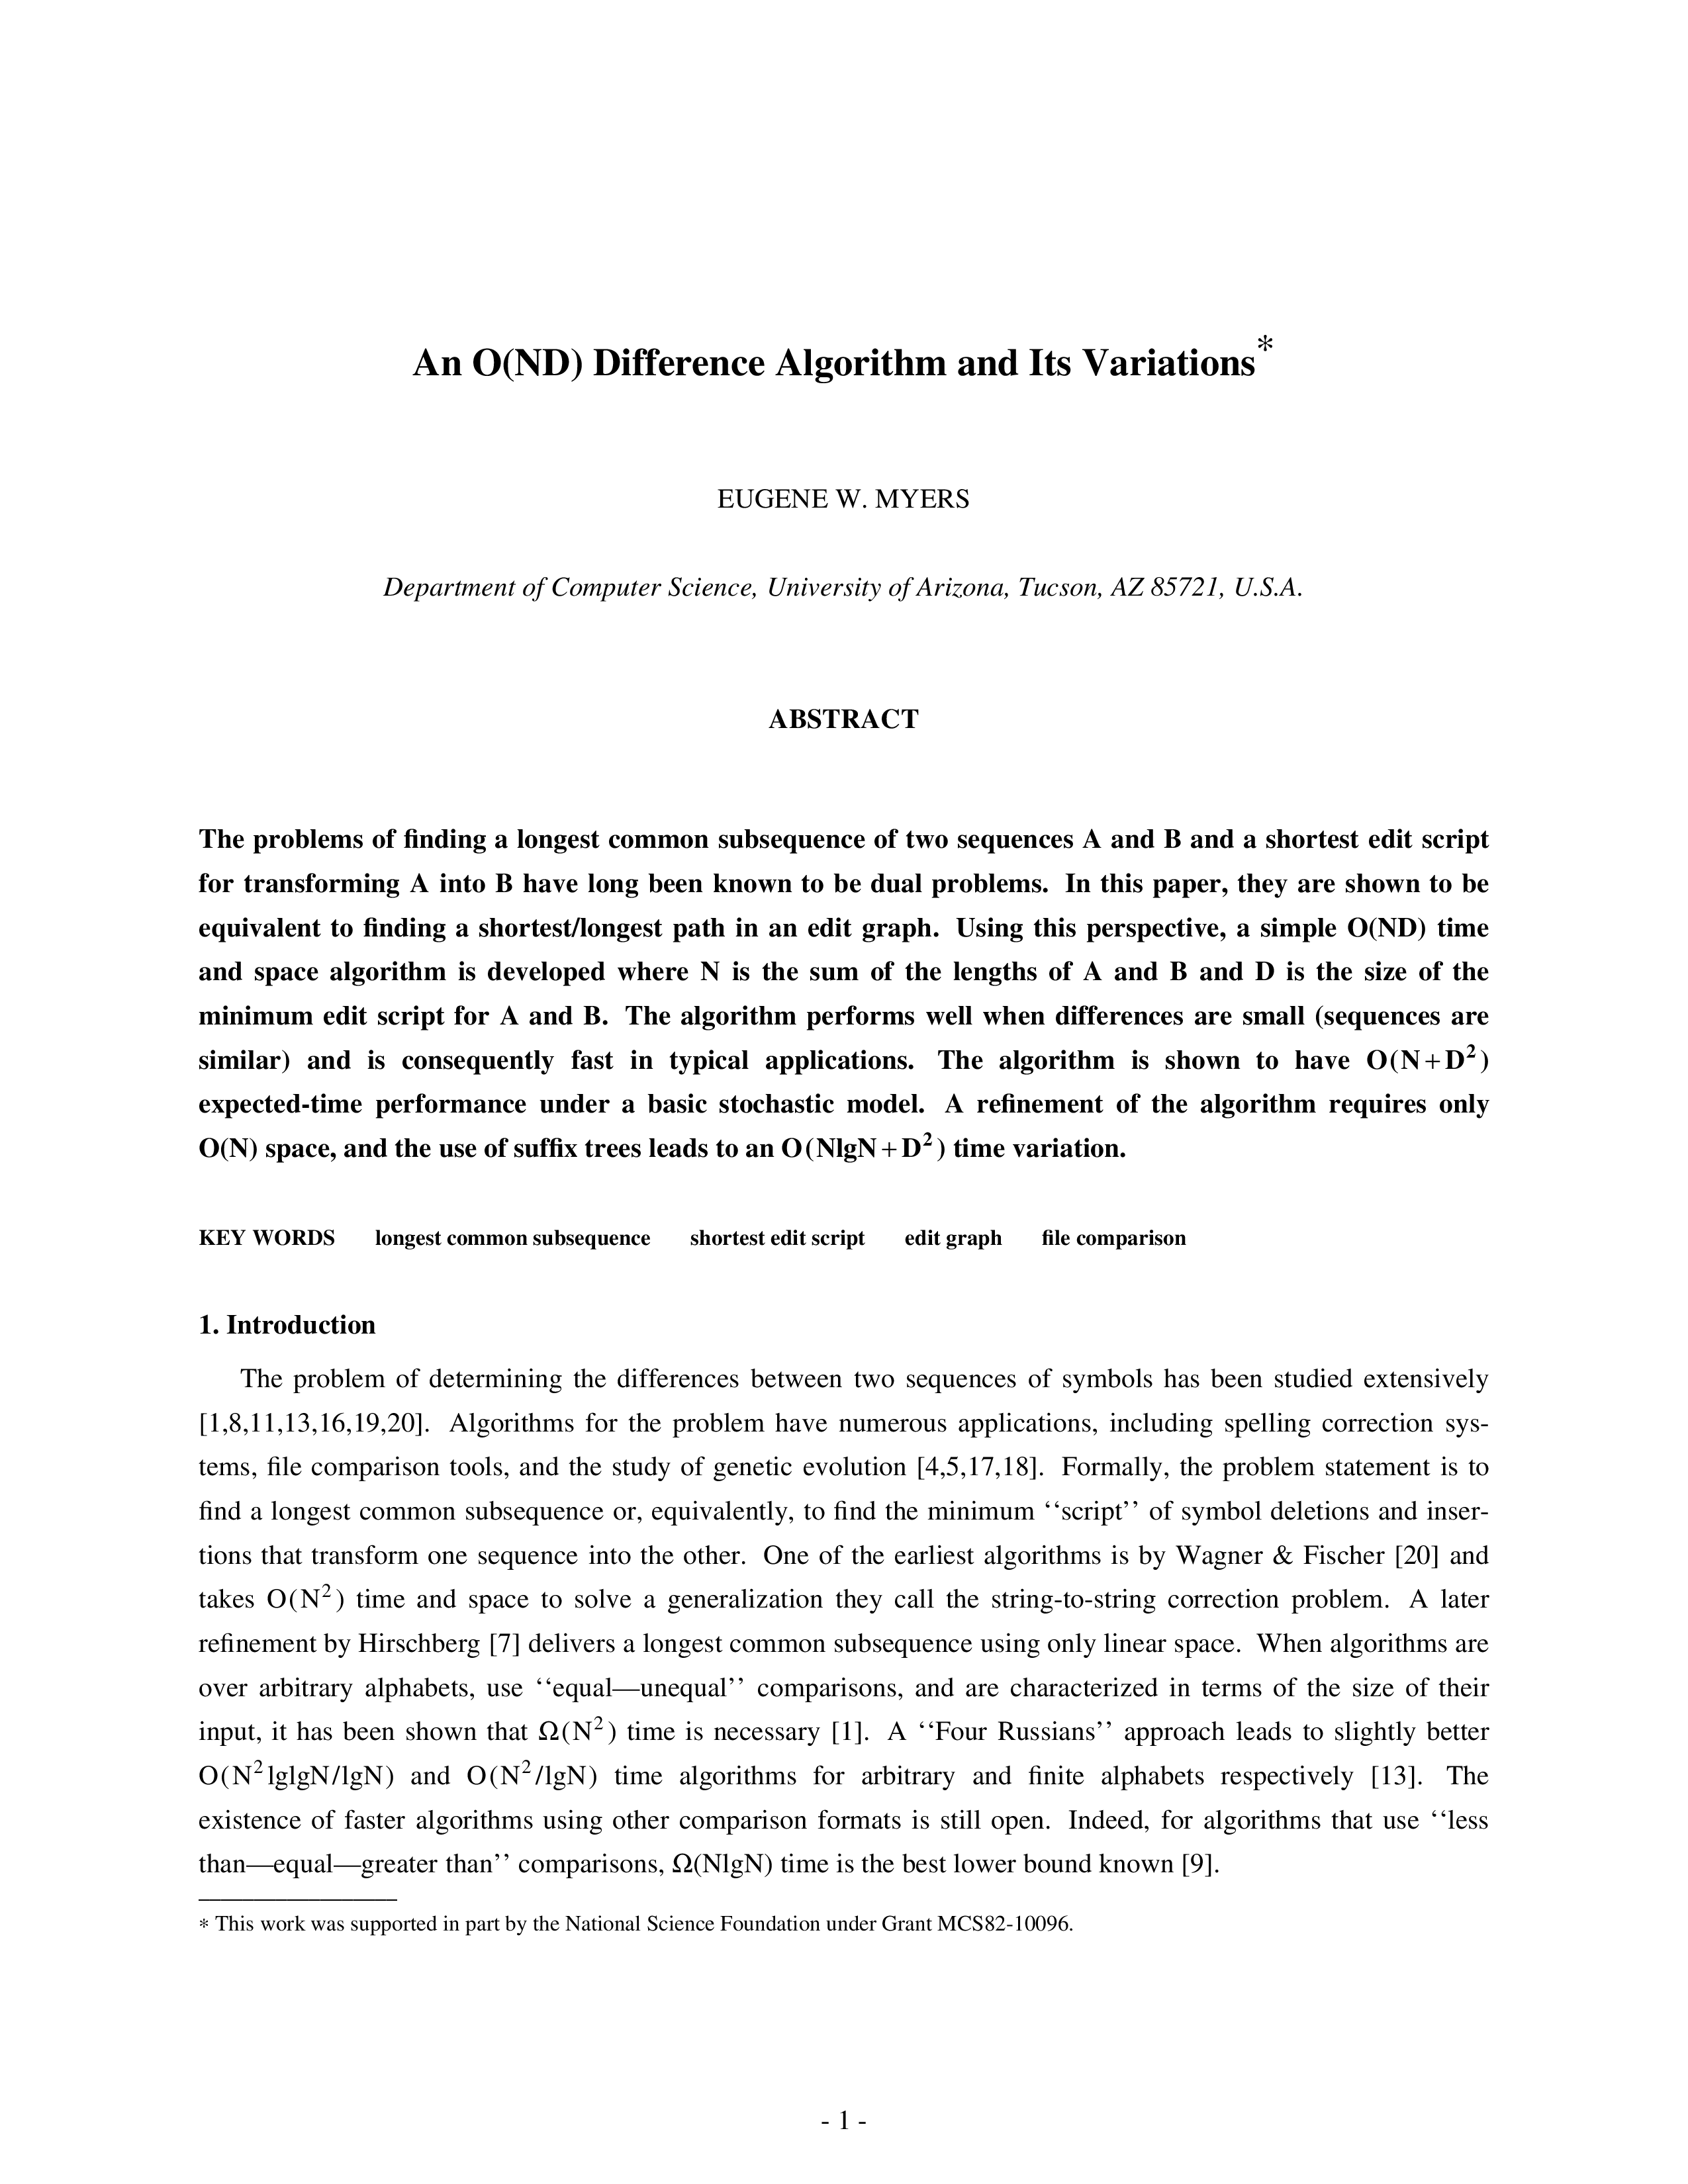 An O(ND) Difference Algorithm and Its Variations*
EUGENE W. MYERS
Department of Computer Science, University of Arizona, Tucson, AZ 85721, U.S.A.
ABSTRACT
The problems of finding a longest common subsequence of two sequences A and B and a shortest edit script
for transforming A into B have long been known to be dual problems. In this paper, they are shown to be
equivalent to finding a shortest/longest path in an edit graph. Using this perspective, a simple O(ND) time
and space algorithm is developed where N is the sum of the lengths of A and B and D is the size of the
minimum edit script for A and B. The algorithm performs well when differences are small (sequences are
similar) and is consequently fast in typical applications. The algorithm is shown to have O(N+D²)
expected-time performance under a basic stochastic model. A refinement of the algorithm requires only
O(N) space, and the use of suffix trees leads to an O(NlgN+D²) time variation.
KEY WORDS longest common subsequence shortest edit script edit graph file comparison
1. Introduction
The problem of determining the differences between two sequences of symbols has been studied extensively
[1,8,11,13,16,19,20]. Algorithms for the problem have numerous applications, including spelling correction sys-
tems, file comparison tools, and the study of genetic evolution [4,5,17,18]. Formally, the problem statement is to
find a longest common subsequence or, equivalently, to find the minimum ‘‘script’’ of symbol deletions and inser-
tions that transform one sequence into the other. One of the earliest algorithms is by Wagner & Fischer [20] and
takes O(N²) time and space to solve a generalization they call the string-to-string correction problem. A later
refinement by Hirschberg [7] delivers a longest common subsequence using only linear space. When algorithms are
over arbitrary alphabets, use ‘‘equal—unequal’’ comparisons, and are characterized in terms of the size of their
input, it has been shown that Ω(N²) time is necessary [1]. A ‘‘Four Russians’’ approach leads to slightly better
O(N²lglgN/lgN) and O(N²/lgN) time algorithms for arbitrary and finite alphabets respectively [13]. The
existence of faster algorithms using other comparison formats is still open. Indeed, for algorithms that use ‘‘less
than—equal—greater than’’ comparisons, Ω(NlgN) time is the best lower bound known [9].
* This work was supported in part by the National Science Foundation under Grant MCS82-10096.
- 1 -